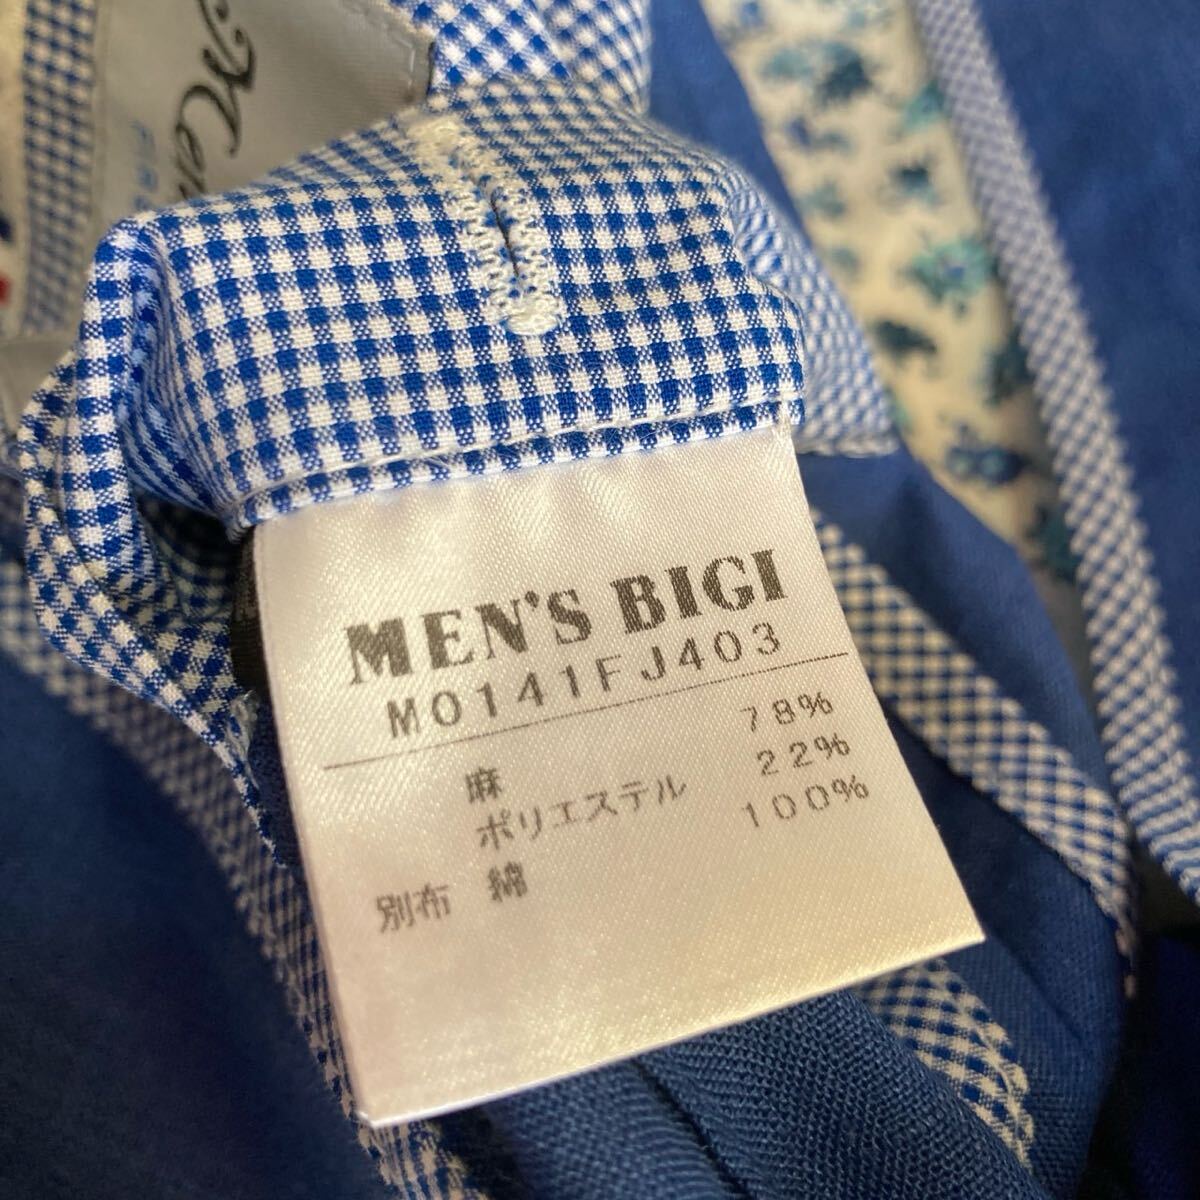 MEN'S BIGI
M0141FJ403
麻 78%
ポリエステル 22%
別布 綿 100%